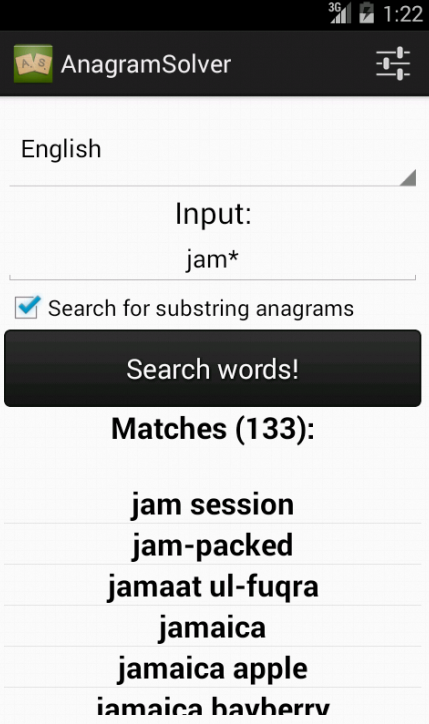 3G 1:22
AnagramSolver
English
Input:
jam*
Search for substring anagrams
Search words!
Matches (133):
jam session
jam-packed
jamaat ul-fuqra
jamaica
jamaica apple
jamaica bayberry